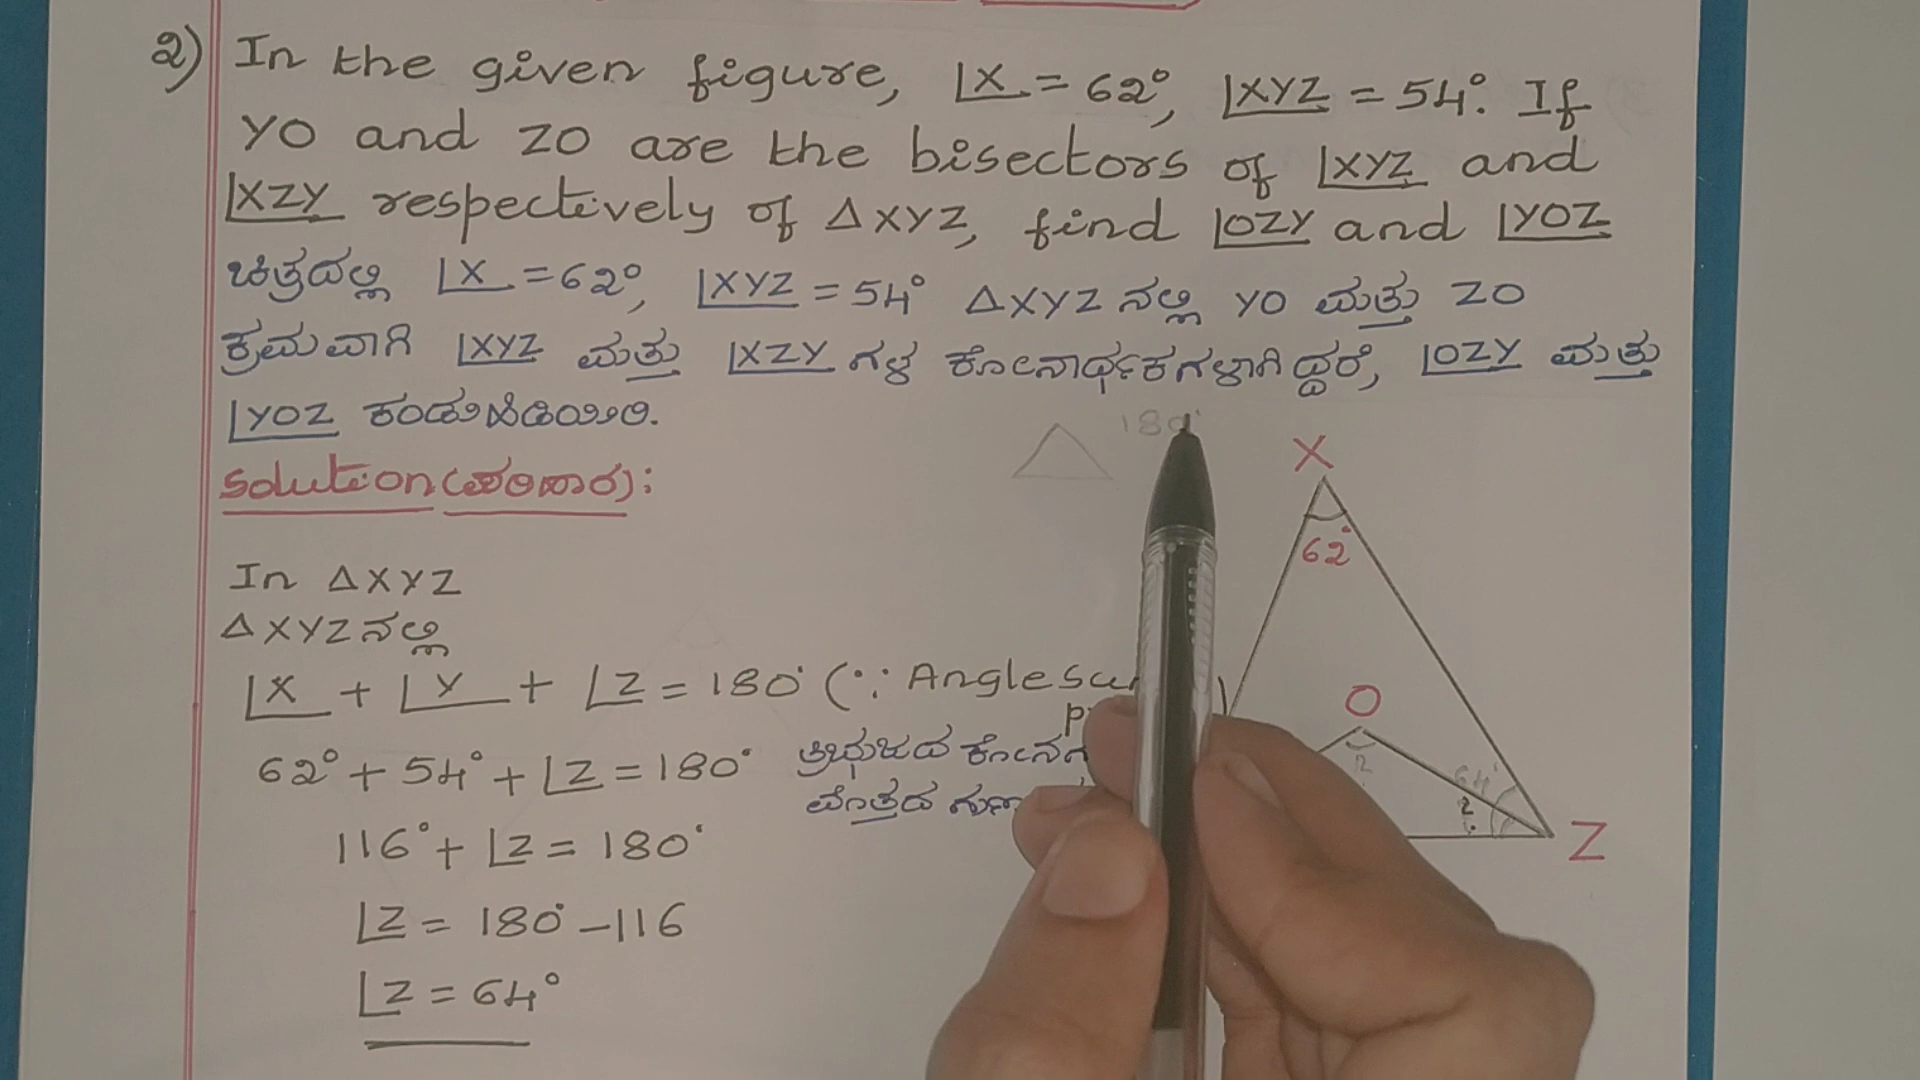 2) In the given figure, ∠X = 62°, ∠XYZ = 54°. If
YO and ZO are the bisectors of ∠XYZ and
∠XZY respectively of ΔXYZ, find ∠OZY and ∠YOZ
ಚಿತ್ರದಲ್ಲಿ ∠X = 62°, ∠XYZ = 54° ΔXYZ ನಲ್ಲಿ YO ಮತ್ತು ZO
ಕ್ರಮವಾಗಿ ∠XYZ ಮತ್ತು ∠XZY ಗಳ ಕೋನಾರ್ಧಕಗಳಾಗಿದ್ದರೆ, ∠OZY ಮತ್ತು
∠YOZ ಕಂಡುಹಿಡಿಯಿರಿ.
180°
Solution (ಪರಿಹಾರ):
X
62°
In ΔXYZ
ΔXYZ ನಲ್ಲಿ
∠X + ∠Y + ∠Z = 180° (∵ Angle )
O
62° + 54° + ∠Z = 180°
ತ್ರಿಭುಜದ
ಮೊತ್ತದ
?
64°
?
Z
116° + ∠Z = 180°
∠Z = 180° - 116
∠Z = 64°